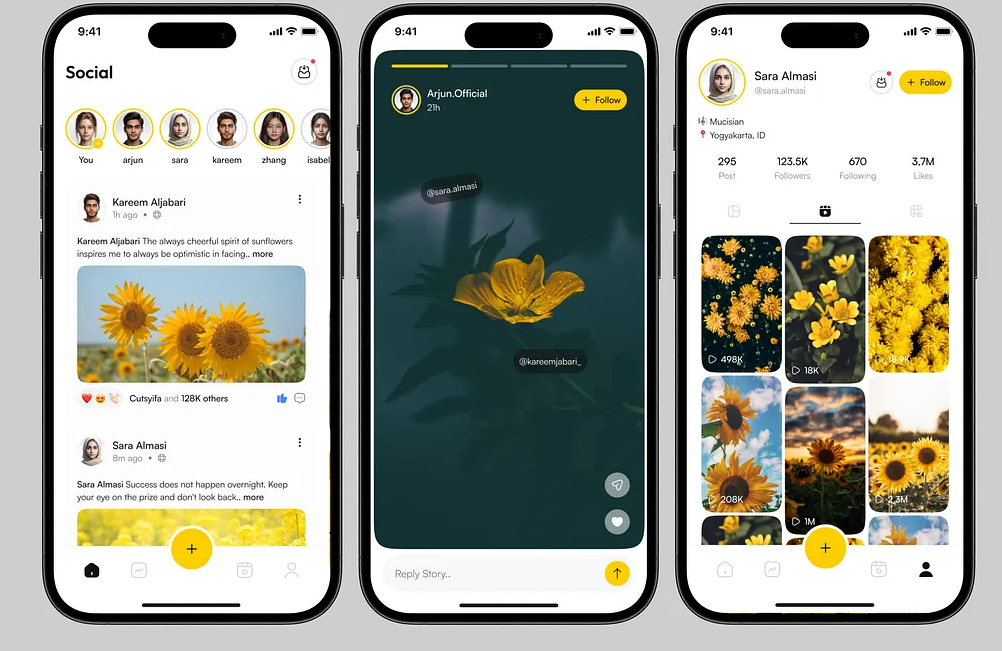 9:41
Social
You
arjun
sara
kareem
zhang
isabel
Kareem Aljabari
1h ago
Kareem Aljabari The always cheerful spirit of sunflowers
inspires me to always be optimistic in facing.. more
Cutsyifa and 128K others
Sara Almasi
8m ago
Sara Almasi Success does not happen overnight. Keep
your eye on the prize and don't look back.. more
+
9:41
Arjun.Official
21h
+ Follow
@sara.almasi
@kareemjabari_
Reply Story..
9:41
Sara Almasi
@sara.almasi
+ Follow
Mucisian
Yogyakarta, ID
295
Post
123.5K
Followers
670
Following
3,7M
Likes
498K
18K
18,9K
208K
1M
2,3M
+